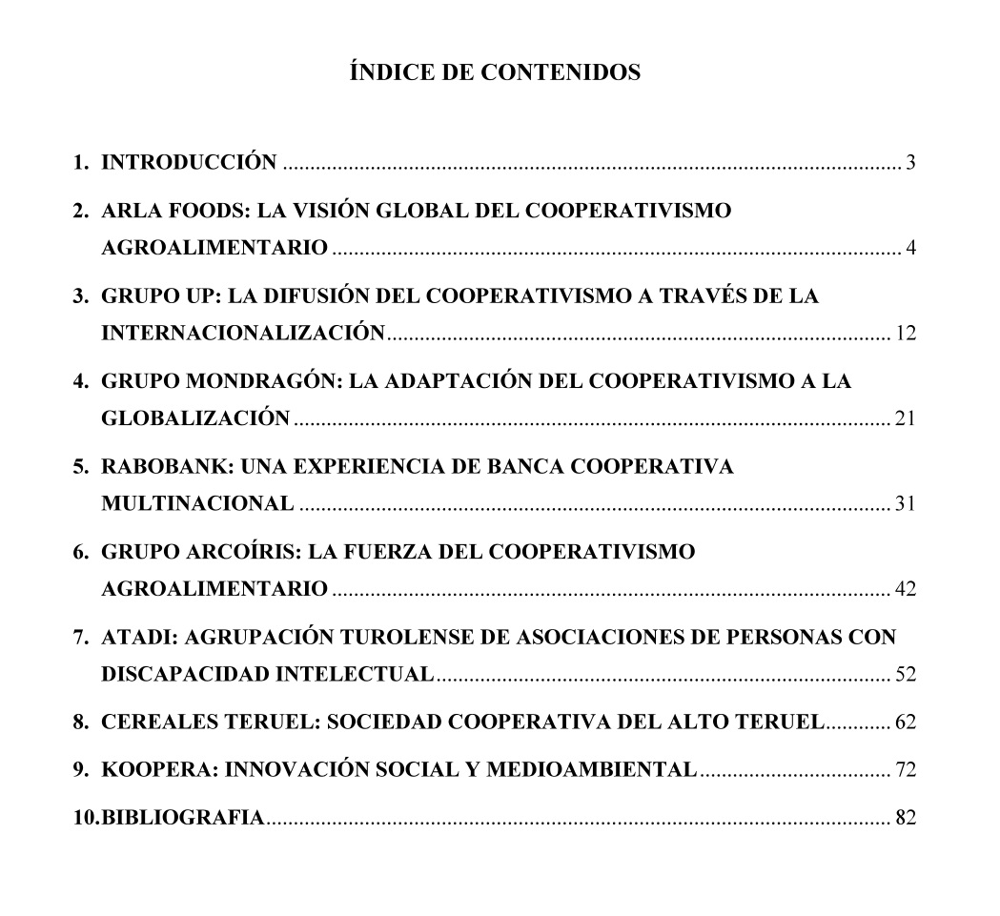 ÍNDICE DE CONTENIDOS
1. INTRODUCCIÓN ........................................................................ 3
2. ARLA FOODS: LA VISIÓN GLOBAL DEL COOPERATIVISMO
AGROALIMENTARIO ........................................................................ 4
3. GRUPO UP: LA DIFUSIÓN DEL COOPERATIVISMO A TRAVÉS DE LA
INTERNACIONALIZACIÓN ........................................................................ 12
4. GRUPO MONDRAGÓN: LA ADAPTACIÓN DEL COOPERATIVISMO A LA
GLOBALIZACIÓN ........................................................................ 21
5. RABOBANK: UNA EXPERIENCIA DE BANCA COOPERATIVA
MULTINACIONAL ........................................................................ 31
6. GRUPO ARCOÍRIS: LA FUERZA DEL COOPERATIVISMO
AGROALIMENTARIO ........................................................................ 42
7. ATADI: AGRUPACIÓN TUROLENSE DE ASOCIACIONES DE PERSONAS CON
DISCAPACIDAD INTELECTUAL ........................................................................ 52
8. CEREALES TERUEL: SOCIEDAD COOPERATIVA DEL ALTO TERUEL............ 62
9. KOOPERA: INNOVACIÓN SOCIAL Y MEDIOAMBIENTAL................................... 72
10.BIBLIOGRAFIA........................................................................ 82